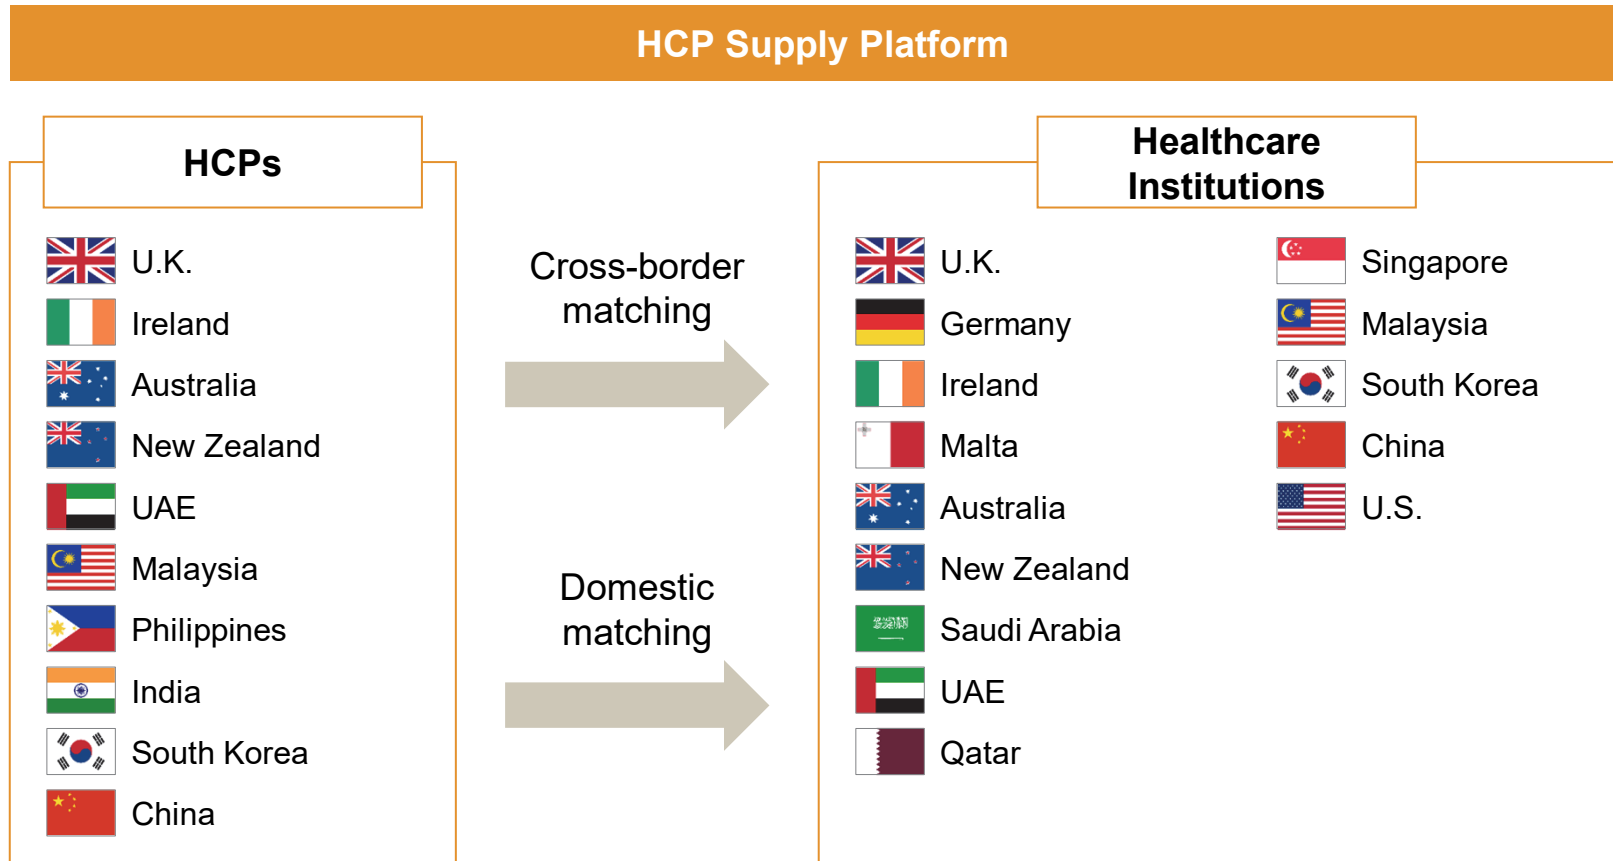 HCP Supply Platform
HCPs
U.K.
Ireland
Australia
New Zealand
UAE
Malaysia
Philippines
India
South Korea
China
Cross-border
matching
Domestic
matching
Healthcare
Institutions
U.K.
Germany
Ireland
Malta
Australia
New Zealand
Saudi Arabia
UAE
Qatar
Singapore
Malaysia
South Korea
China
U.S.